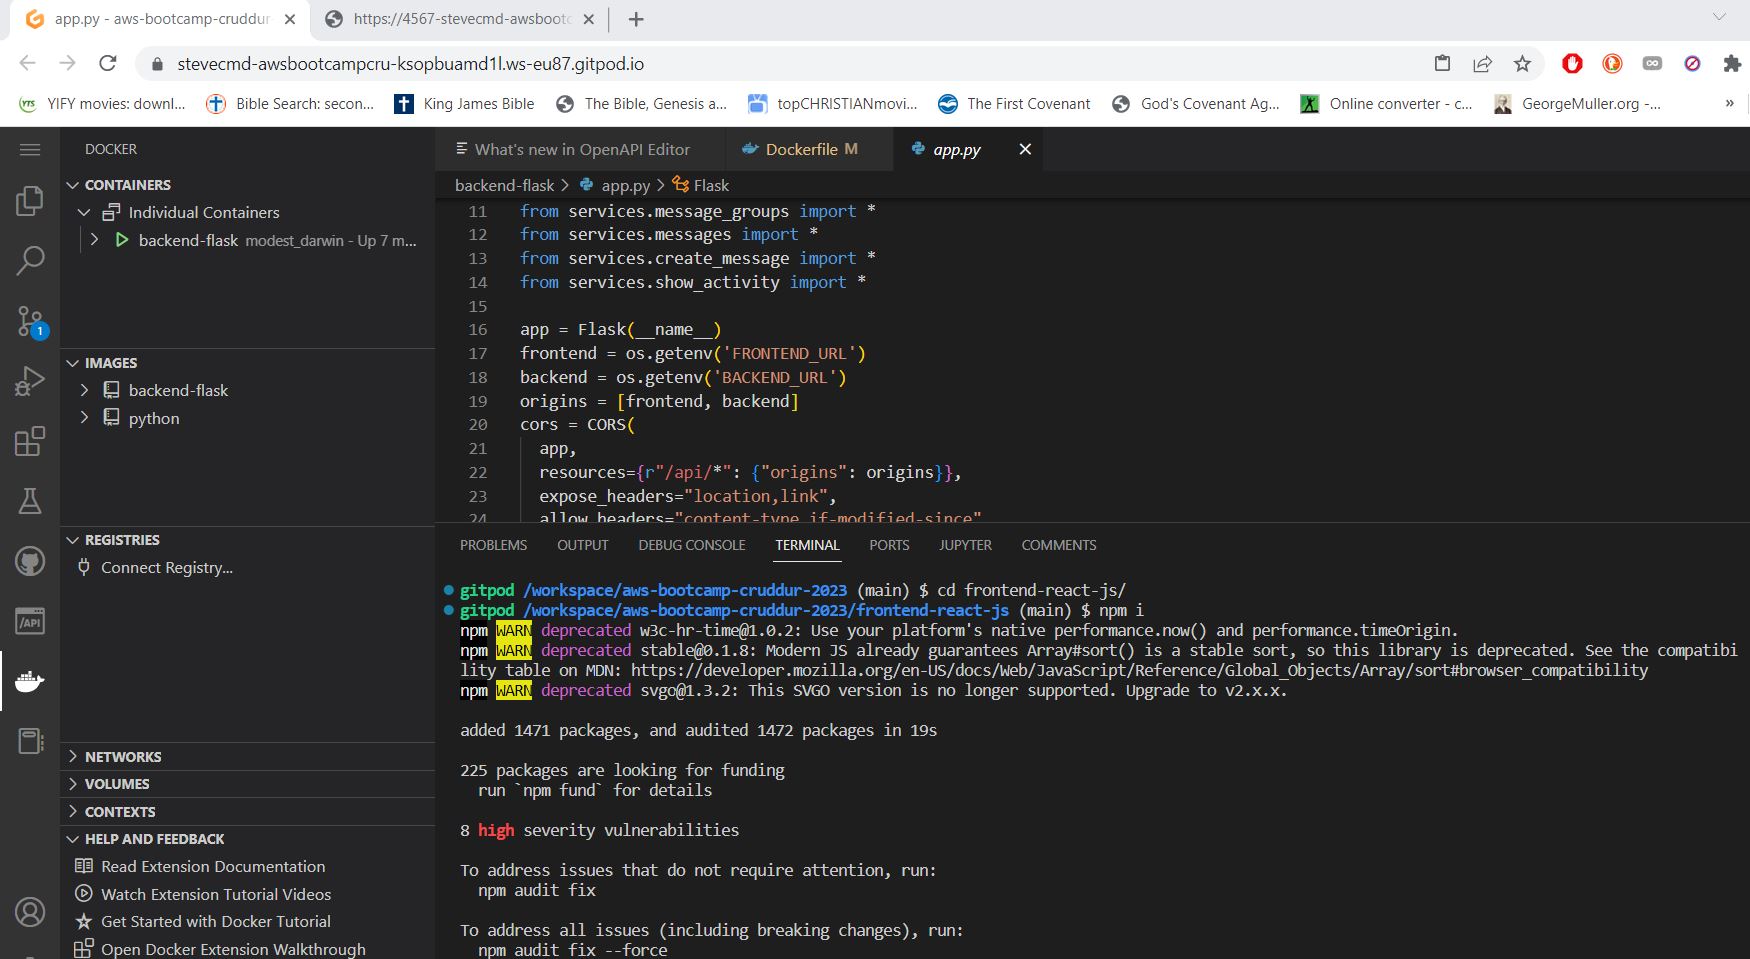 app.py - aws-bootcamp-cruddur
https://4567-stevecmd-awsbootc
stevecmd-awsbootcampcru-ksopbuamd1l.ws-eu87.gitpod.io
YIFY movies: downl...
Bible Search: secon...
King James Bible
The Bible, Genesis a...
topCHRISTIANmovi...
The First Covenant
God's Covenant Ag...
Online converter - c...
GeorgeMuller.org -...
»
DOCKER
What's new in OpenAPI Editor
Dockerfile M
app.py
CONTAINERS
Individual Containers
backend-flask modest_darwin - Up 7 m...
IMAGES
backend-flask
python
REGISTRIES
Connect Registry...
NETWORKS
VOLUMES
CONTEXTS
HELP AND FEEDBACK
Read Extension Documentation
Watch Extension Tutorial Videos
Get Started with Docker Tutorial
Open Docker Extension Walkthrough
1
/API
backend-flask > app.py > Flask
11 from services.message_groups import *
12 from services.messages import *
13 from services.create_message import *
14 from services.show_activity import *
15
16 app = Flask(__name__)
17 frontend = os.getenv('FRONTEND_URL')
18 backend = os.getenv('BACKEND_URL')
19 origins = [frontend, backend]
20 cors = CORS(
21 app,
22 resources={r"/api/*": {"origins": origins}},
23 expose_headers="location,link",
24 allow_headers="content-type,if-modified-since"
PROBLEMS OUTPUT DEBUG CONSOLE TERMINAL PORTS JUPYTER COMMENTS
gitpod /workspace/aws-bootcamp-cruddur-2023 (main) $ cd frontend-react-js/
gitpod /workspace/aws-bootcamp-cruddur-2023/frontend-react-js (main) $ npm i
npm WARN deprecated w3c-hr-time@1.0.2: Use your platform's native performance.now() and performance.timeOrigin.
npm WARN deprecated stable@0.1.8: Modern JS already guarantees Array#sort() is a stable sort, so this library is deprecated. See the compatibi
lity table on MDN: https://developer.mozilla.org/en-US/docs/Web/JavaScript/Reference/Global_Objects/Array/sort#browser_compatibility
npm WARN deprecated svgo@1.3.2: This SVGO version is no longer supported. Upgrade to v2.x.x.
added 1471 packages, and audited 1472 packages in 19s
225 packages are looking for funding
run `npm fund` for details
8 high severity vulnerabilities
To address issues that do not require attention, run:
npm audit fix
To address all issues (including breaking changes), run:
npm audit fix --force